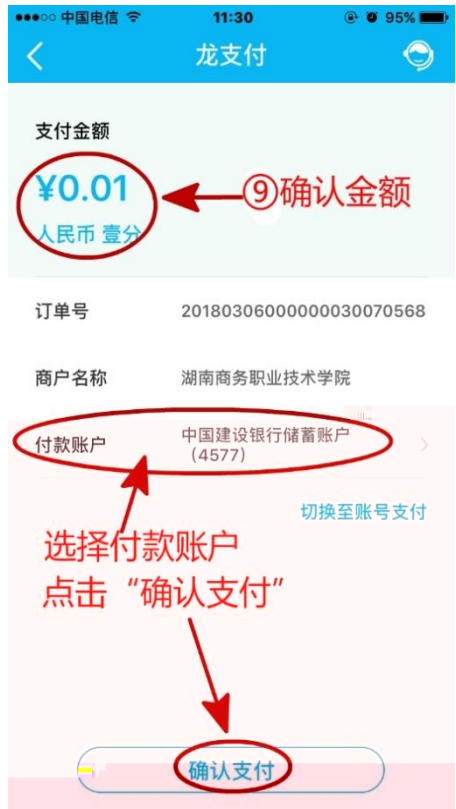 中国电信 11:30 95%
龙支付
支付金额
¥0.01
⑨确认金额
人民币 壹分
订单号 20180306000000030070568
商户名称 湖南商务职业技术学院
付款账户 中国建设银行储蓄账户
(4577)
切换至账号支付
选择付款账户
点击“确认支付”
确认支付